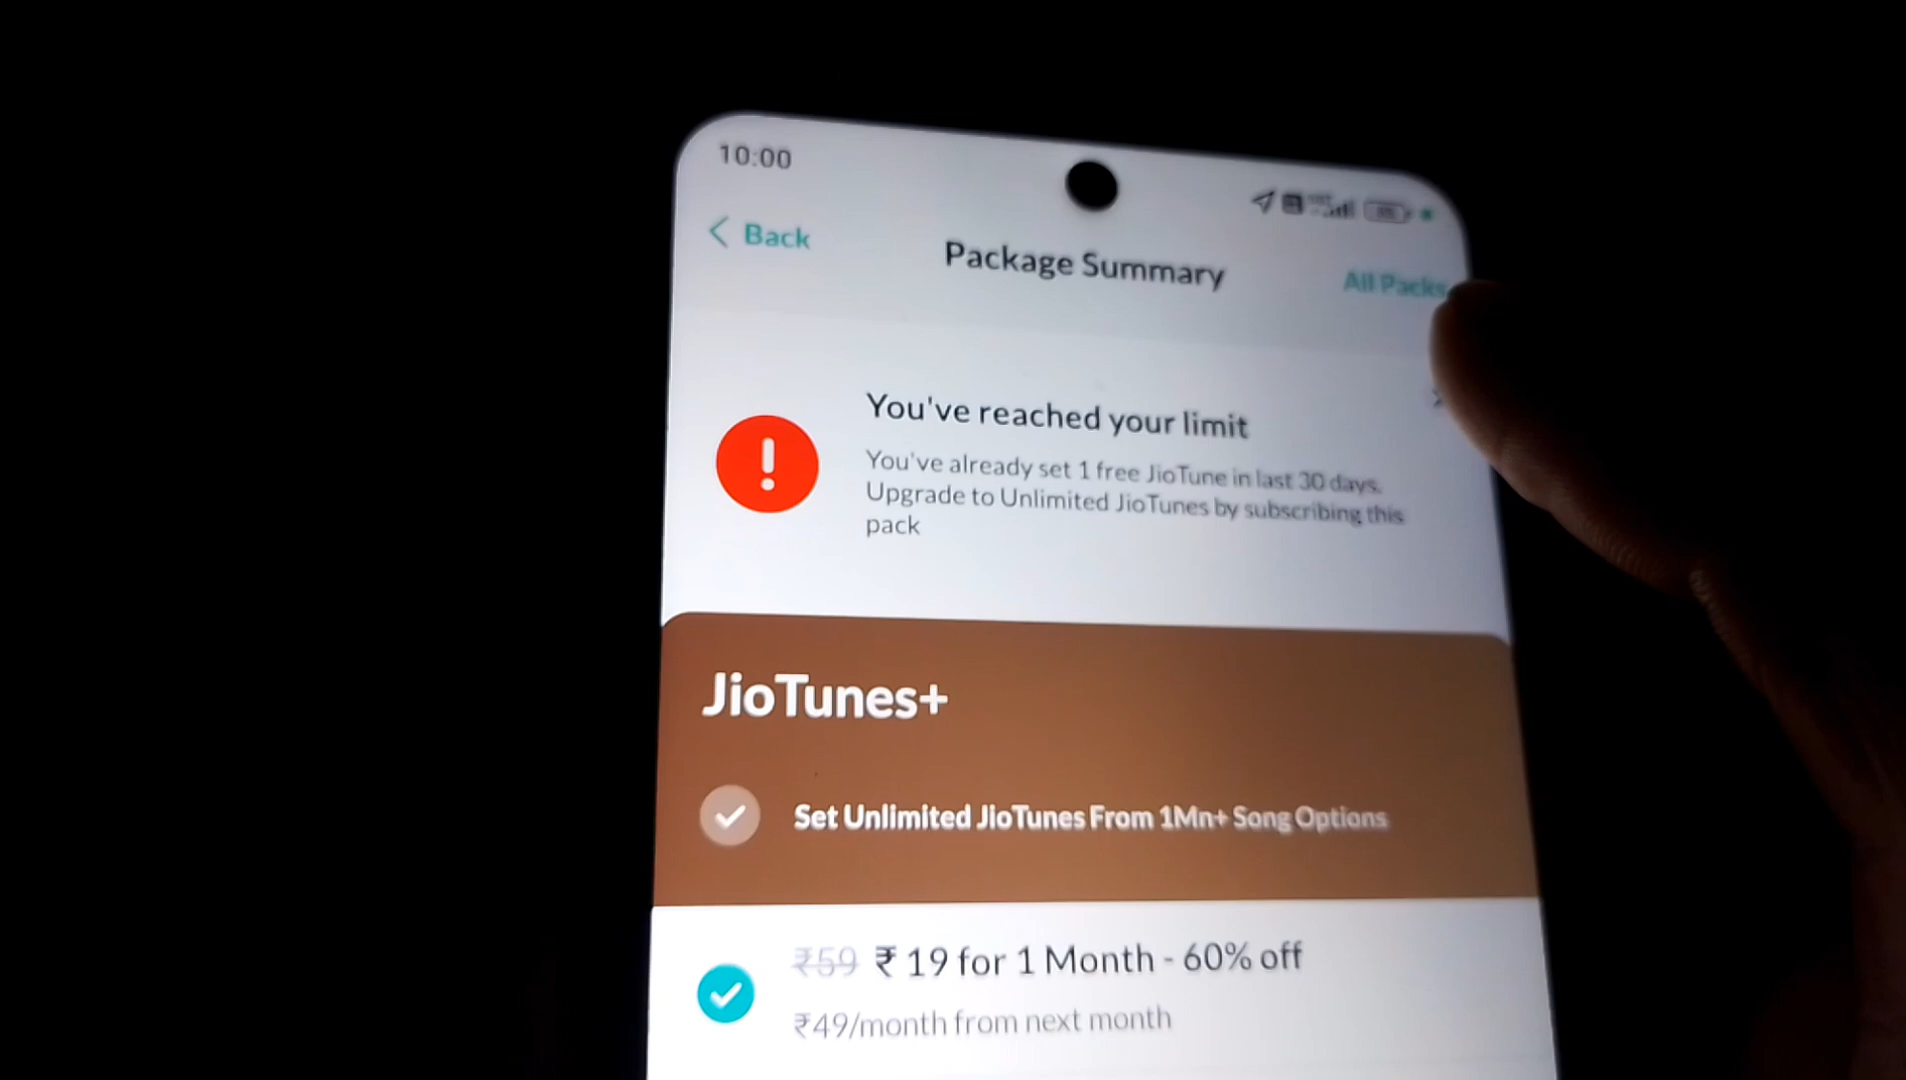 10:00
Back
Package Summary
All Packs
You've reached your limit
You've already set 1 free JioTune in last 30 days.
Upgrade to Unlimited JioTunes by subscribing this
pack
JioTunes+
Set Unlimited JioTunes From 1Mn+ Song Options
₹59 ₹ 19 for 1 Month - 60% off
₹49/month from next month